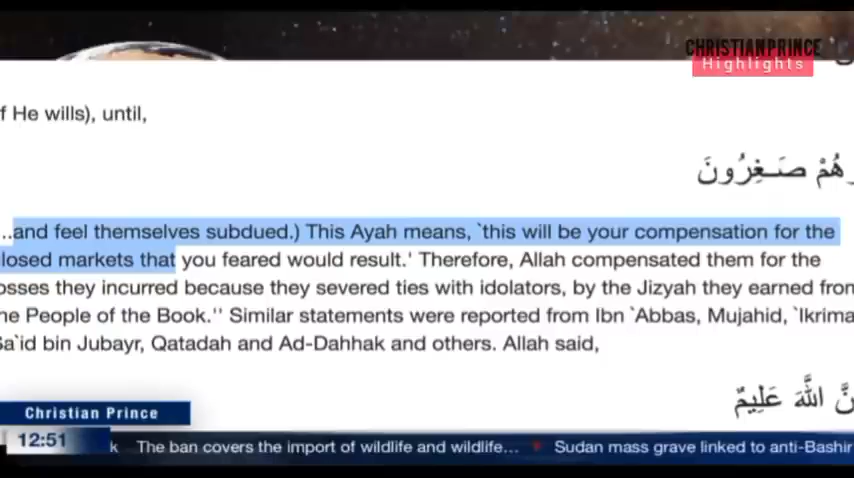 CHRISTIAN PRINCE
Highlights
f He wills), until,
هُمْ صَـغِرُونَ
...and feel themselves subdued.) This Ayah means, `this will be your compensation for the
losed markets that you feared would result.' Therefore, Allah compensated them for the
osses they incurred because they severed ties with idolators, by the Jizyah they earned from
he People of the Book.'' Similar statements were reported from Ibn `Abbas, Mujahid, `Ikrima
Sa`id bin Jubayr, Qatadah and Ad-Dahhak and others. Allah said,
نَّ اللَّهَ عَلِيمٌ
Christian Prince
12:51
k The ban covers the import of wildlife and wildlife... Sudan mass grave linked to anti-Bashir